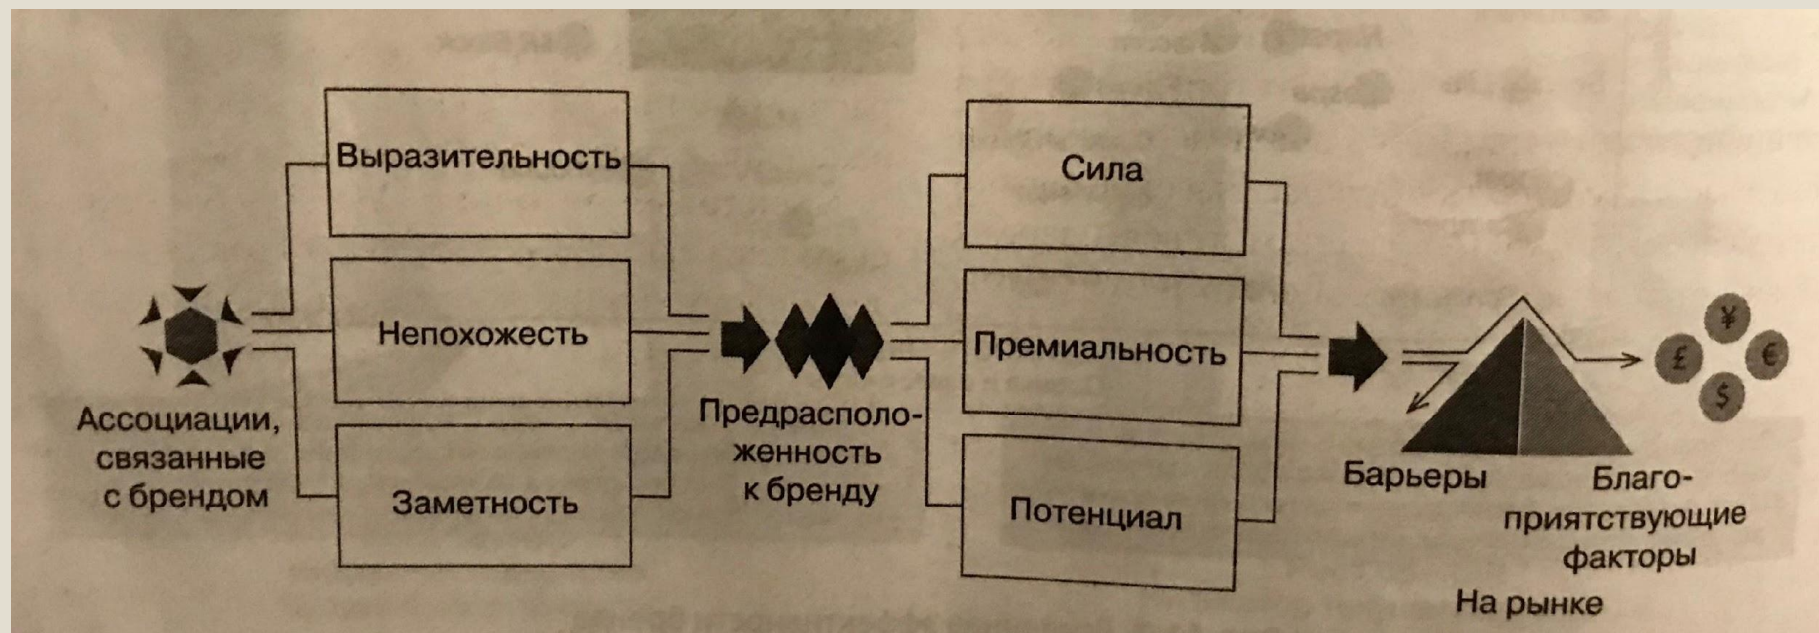 Выразительность
Непохожесть
Заметность
Ассоциации,
связанные
с брендом
Предрасполо-
женность
к бренду
Сила
Премиальность
Потенциал
Барьеры
Благо-
приятствующие
факторы
На рынке
¥
£
€
$